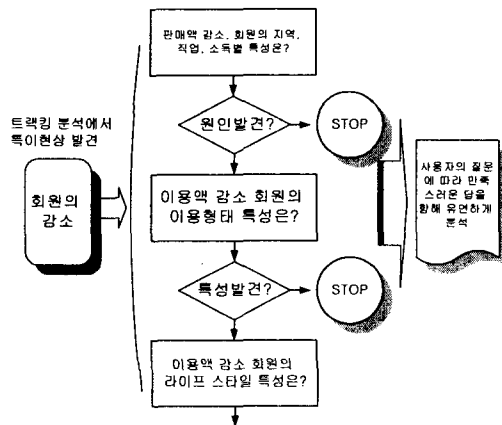 판매액 감소, 회원의 지역,
직업, 소득별 특성은?
트랙킹 분석에서
특이현상 발견
회원의
감소
원인발견?
STOP
이용액 감소 회원의
이용형태 특성은?
특성발견?
STOP
이용액 감소 회원의
라이프 스타일 특성은?
사용자의 질문
에 따라 만족
스러운 답을
향해 유연하게
분석